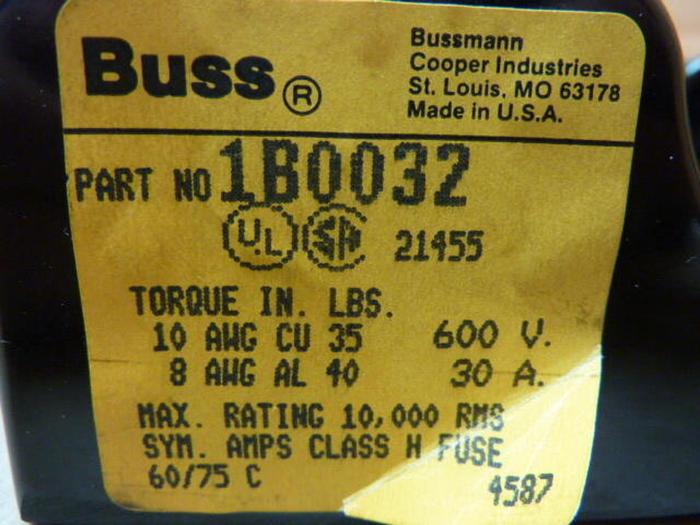 Buss®
Bussmann
Cooper Industries
St. Louis, MO 63178
Made in U.S.A.
PART NO 1B0032
UL SA 21455
TORQUE IN. LBS.
10 AWG CU 35 600 V.
8 AWG AL 40 30 A.
MAX. RATING 10,000 RMS
SYM. AMPS CLASS H FUSE
60/75 C 4587